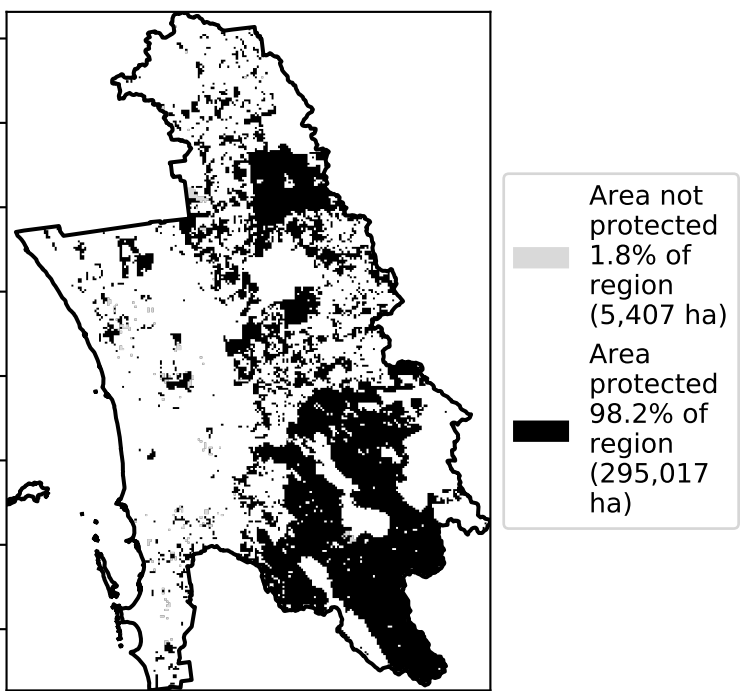 Area not
protected
1.8% of
region
(5,407 ha)
Area
protected
98.2% of
region
(295,017
ha)